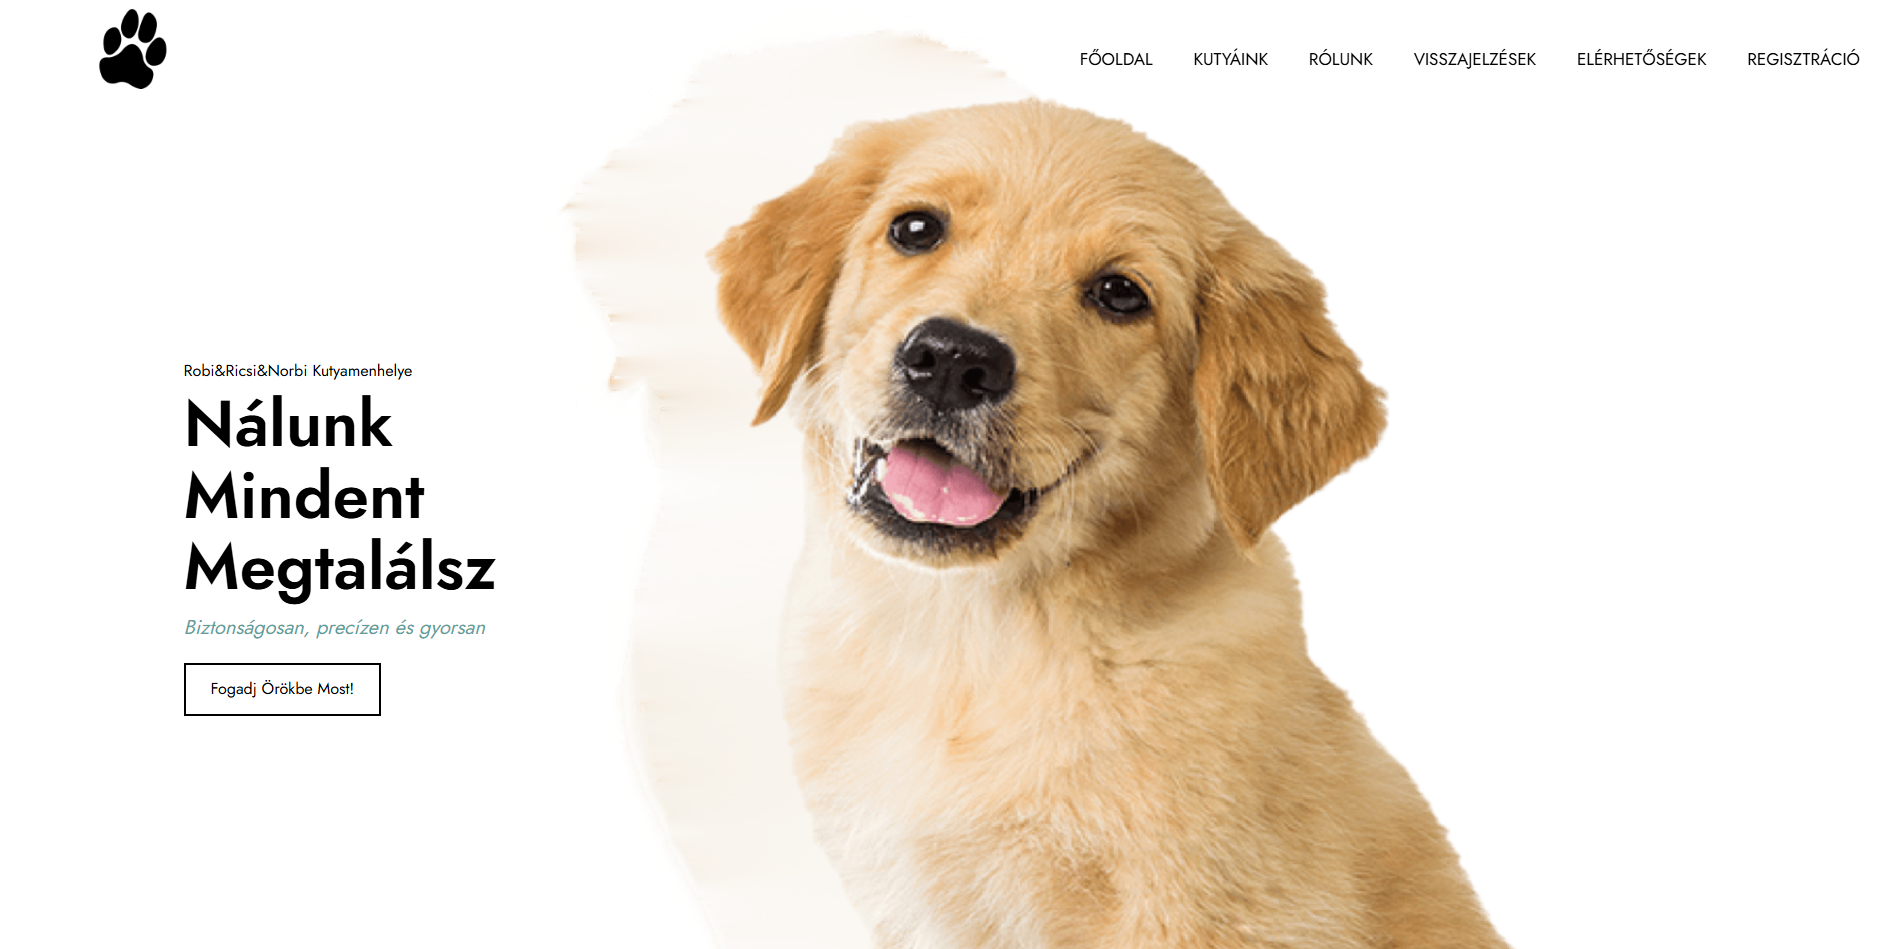 FŐOLDAL KUTYÁINK RÓLUNK VISSZAJELZÉSEK ELÉRHETŐSÉGEK REGISZTRÁCIÓ
Robi&Ricsi&Norbi Kutyamenhelye
Nálunk
Mindent
Megtalálsz
Biztonságosan, precízen és gyorsan
Fogadj Örökbe Most!